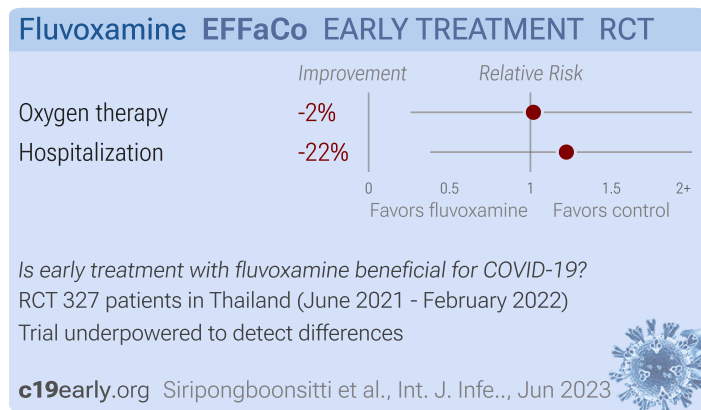 Fluvoxamine EFFaCo EARLY TREATMENT RCT
Improvement Relative Risk
Oxygen therapy -2%
Hospitalization -22%
0 0.5 1 1.5 2+
Favors fluvoxamine Favors control
Is early treatment with fluvoxamine beneficial for COVID-19?
RCT 327 patients in Thailand (June 2021 - February 2022)
Trial underpowered to detect differences
c19early.org Siripongboonsitti et al., Int. J. Infe.., Jun 2023